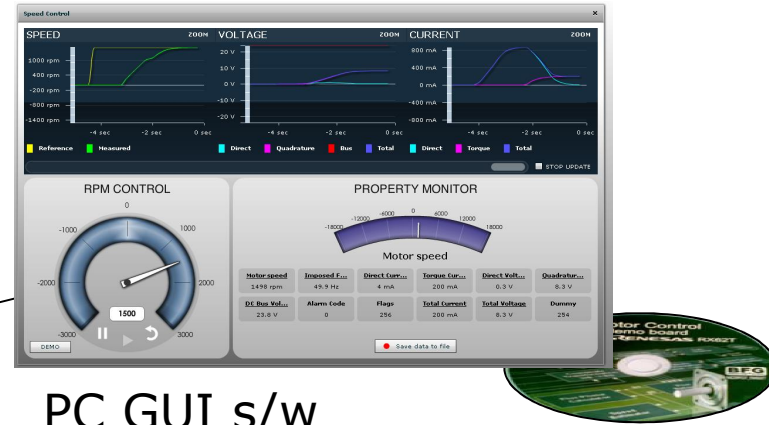 Speed Control ×
SPEED ZOOM
1000 rpm
400 rpm
-200 rpm
-800 rpm
-1400 rpm
-4 sec -2 sec 0 sec
Reference Measured
VOLTAGE ZOOM
20 V
10 V
0 V
-10 V
-20 V
-4 sec -2 sec 0 sec
Direct Quadrature Bus Total
CURRENT ZOOM
800 mA
400 mA
0 mA
-400 mA
-800 mA
-4 sec -2 sec 0 sec
Direct Torque Total
STOP UPDATE
RPM CONTROL
0
-1000 1000
-2000 2000
1500
-3000 3000
DEMO
PROPERTY MONITOR
-18000 -12000 -6000 0 6000 12000 18000
Motor speed
Motor speed Imposed F... Direct Curr... Torque Cur... Direct Volt... Quadratur...
1498 rpm 49.9 Hz 4 mA 200 mA 0.3 V 8.3 V
DC Bus Vol... Alarm Code Flags Total Current Total Voltage Dummy
23.8 V 0 256 200 mA 8.3 V 254
Save data to file
otor Control
emo board
RENESAS RX62T
BFG
PC GUI s/w